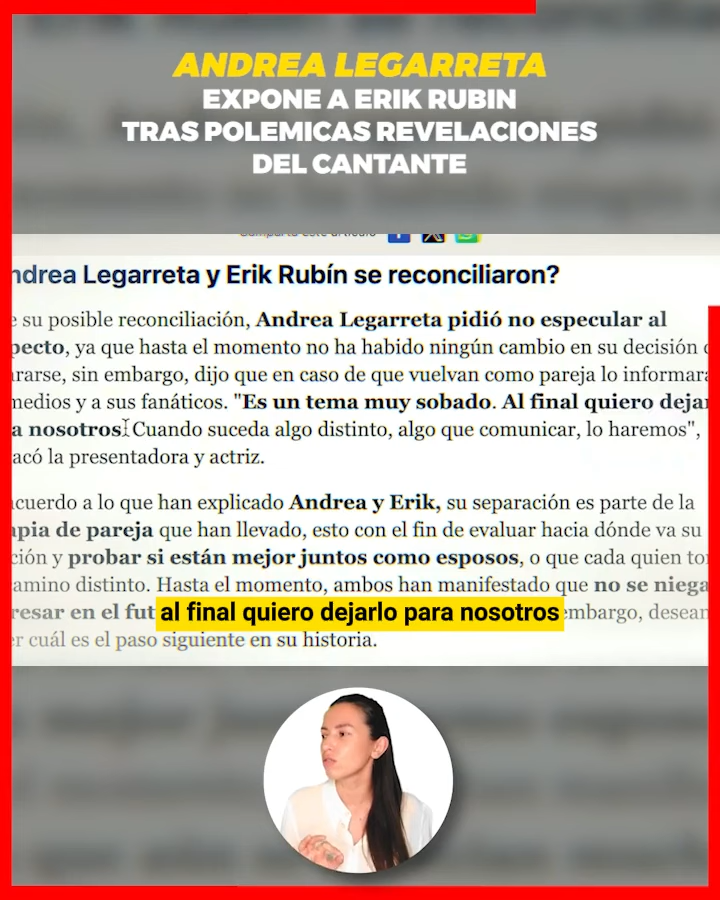 ANDREA LEGARRETA
EXPONE A ERIK RUBIN
TRAS POLEMICAS REVELACIONES
DEL CANTANTE
ndrea Legarreta y Erik Rubín se reconciliaron?
su posible reconciliación, Andrea Legarreta pidió no especular al
pecto, ya que hasta el momento no ha habido ningún cambio en su decisión
rarse, sin embargo, dijo que en caso de que vuelvan como pareja lo informar
medios y a sus fanáticos. "Es un tema muy sobado. Al final quiero deja
a nosotros. Cuando suceda algo distinto, algo que comunicar, lo haremos",
acó la presentadora y actriz.
cuerdo a lo que han explicado Andrea y Erik, su separación es parte de la
apia de pareja que han llevado, esto con el fin de evaluar hacia dónde va su
ción y probar si están mejor juntos como esposos, o que cada quien to
amino distinto. Hasta el momento, ambos han manifestado que no se niega
resar en el fut al final quiero dejarlo para nosotros embargo, desean
r cuál es el paso siguiente en su historia.